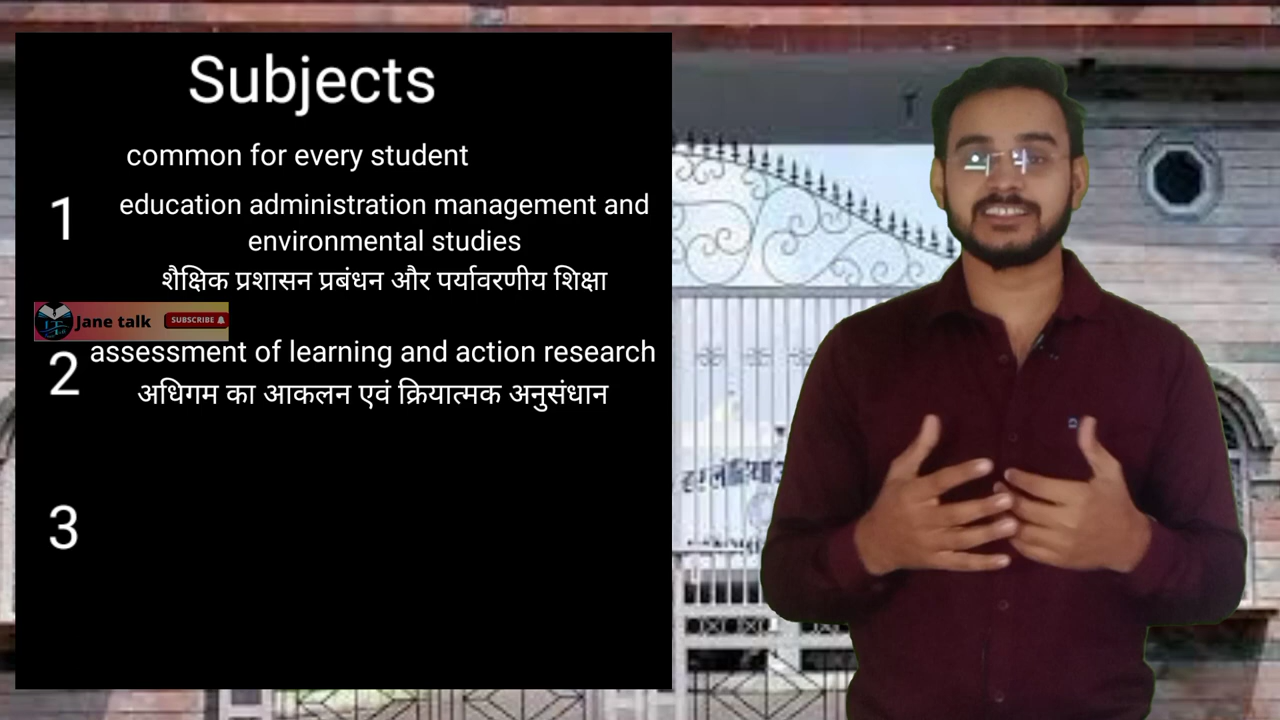 Subjects
common for every student
1
education administration management and
environmental studies
शैक्षिक प्रशासन प्रबंधन और पर्यावरणीय शिक्षा
Jane talk
SUBSCRIBE
2
assessment of learning and action research
अधिगम का आकलन एवं क्रियात्मक अनुसंधान
3